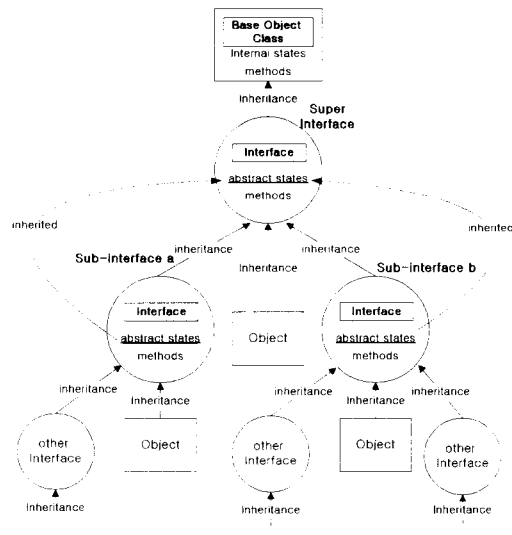 Base Object
Class
Internal states
methods
Inheritance
Super
Interface
Interface
abstract states
methods
inherited
inherited
inheritance
inheritance
Inheritance
Sub-interface a
Sub-interface b
Interface
abstract states
methods
Object
Interface
abstract states
methods
inheritance
Inheritance
inheritance
Inheritance
inheritance
other
Interface
Object
other
Interface
Object
other
Interface
Inheritance
Inheritance
Inheritance